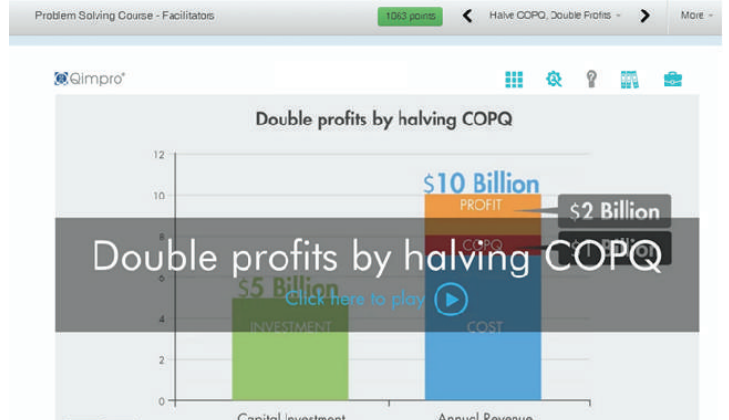 Problem Solving Course - Facilitators
1063 points
Halve COPQ, Double Profits
More
Qimpro
Double profits by halving COPQ
12
10
8
6
4
2
0
$10 Billion
PROFIT
$2 Billion
COPQ
$1 Billion
Double profits by halving COPQ
$5 Billion
Click here to play
INVESTMENT
COST
Capital Investment
Annual Revenue